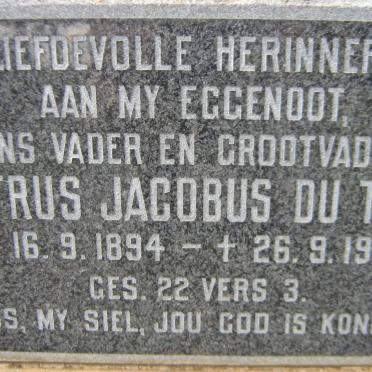 LIEFDEVOLLE HERINNER
AAN MY EGGENOOT,
NS VADER EN GROOTVAD
TRUS JACOBUS DU T
16.9.1894 – † 26.9.19
GES. 22 VERS 3.
S, MY SIEL, JOU GOD IS KON